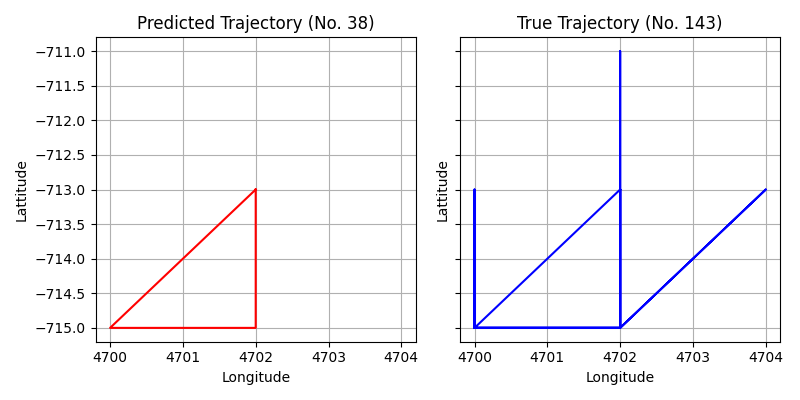 Predicted Trajectory (No. 38)
True Trajectory (No. 143)
−711.0
−711.5
−712.0
−712.5
−713.0
−713.5
−714.0
−714.5
−715.0
Lattitude
4700 4701 4702 4703 4704
Longitude
Lattitude
4700 4701 4702 4703 4704
Longitude